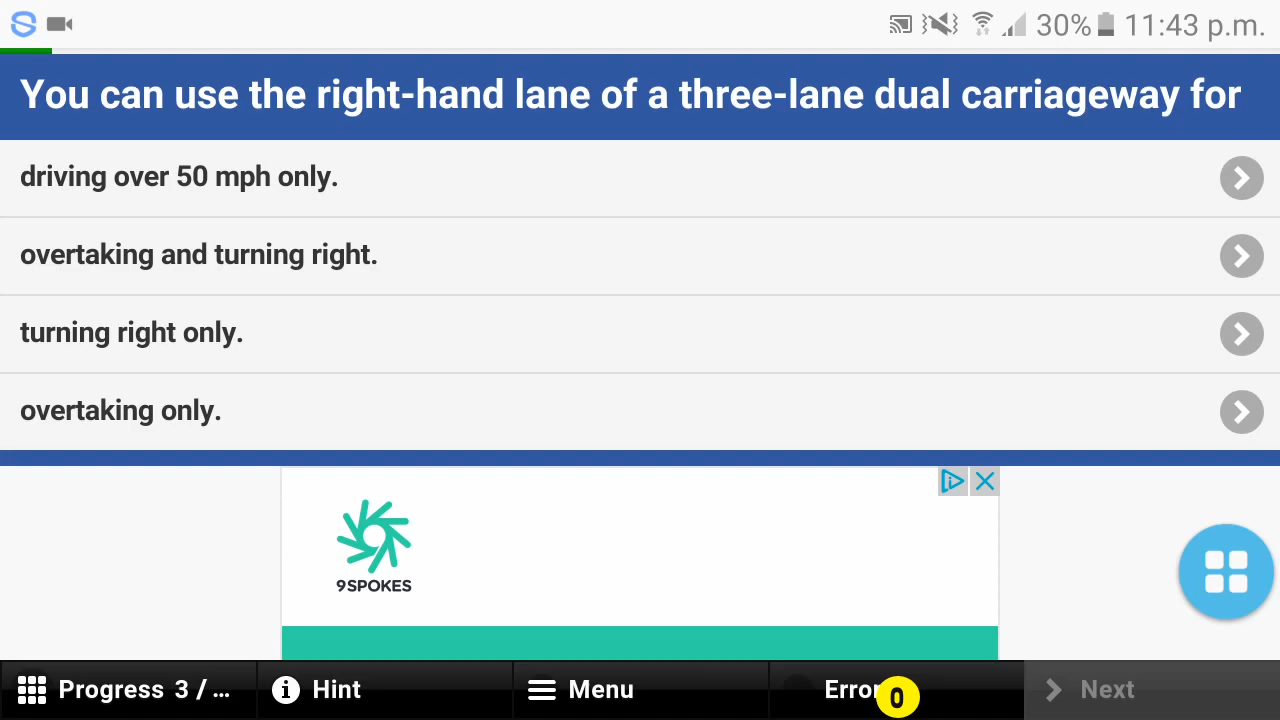 30% 11:43 p.m.
You can use the right-hand lane of a three-lane dual carriageway for
driving over 50 mph only.
overtaking and turning right.
turning right only.
overtaking only.
9SPOKES
Progress 3 / ... Hint Menu Error 0 Next